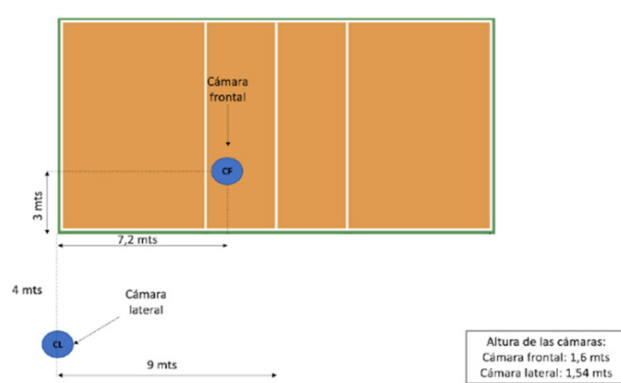 Cámara
frontal
CF
3 mts
7,2 mts
4 mts
Cámara
lateral
CL
9 mts
Altura de las cámaras:
Cámara frontal: 1,6 mts
Cámara lateral: 1,54 mts